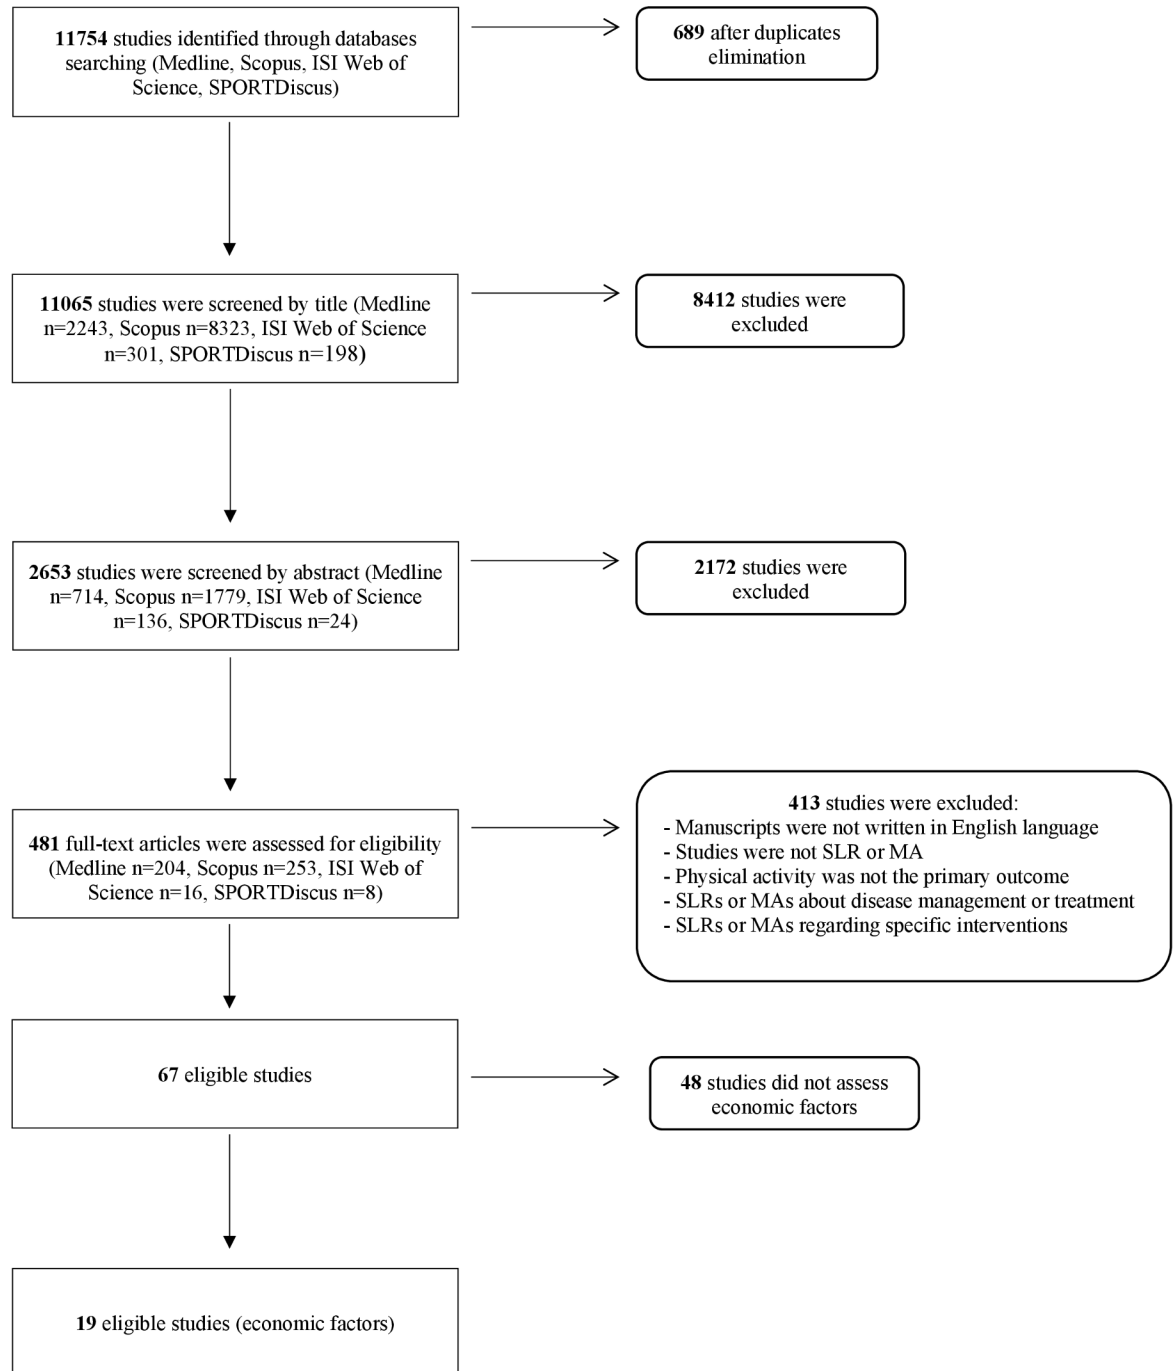 11754 studies identified through databases
searching (Medline, Scopus, ISI Web of
Science, SPORTDiscus)
689 after duplicates
elimination
11065 studies were screened by title (Medline
n=2243, Scopus n=8323, ISI Web of Science
n=301, SPORTDiscus n=198)
8412 studies were
excluded
2653 studies were screened by abstract (Medline
n=714, Scopus n=1779, ISI Web of Science
n=136, SPORTDiscus n=24)
2172 studies were
excluded
481 full-text articles were assessed for eligibility
(Medline n=204, Scopus n=253, ISI Web of
Science n=16, SPORTDiscus n=8)
413 studies were excluded:
- Manuscripts were not written in English language
- Studies were not SLR or MA
- Physical activity was not the primary outcome
- SLRs or MAs about disease management or treatment
- SLRs or MAs regarding specific interventions
67 eligible studies
48 studies did not assess
economic factors
19 eligible studies (economic factors)